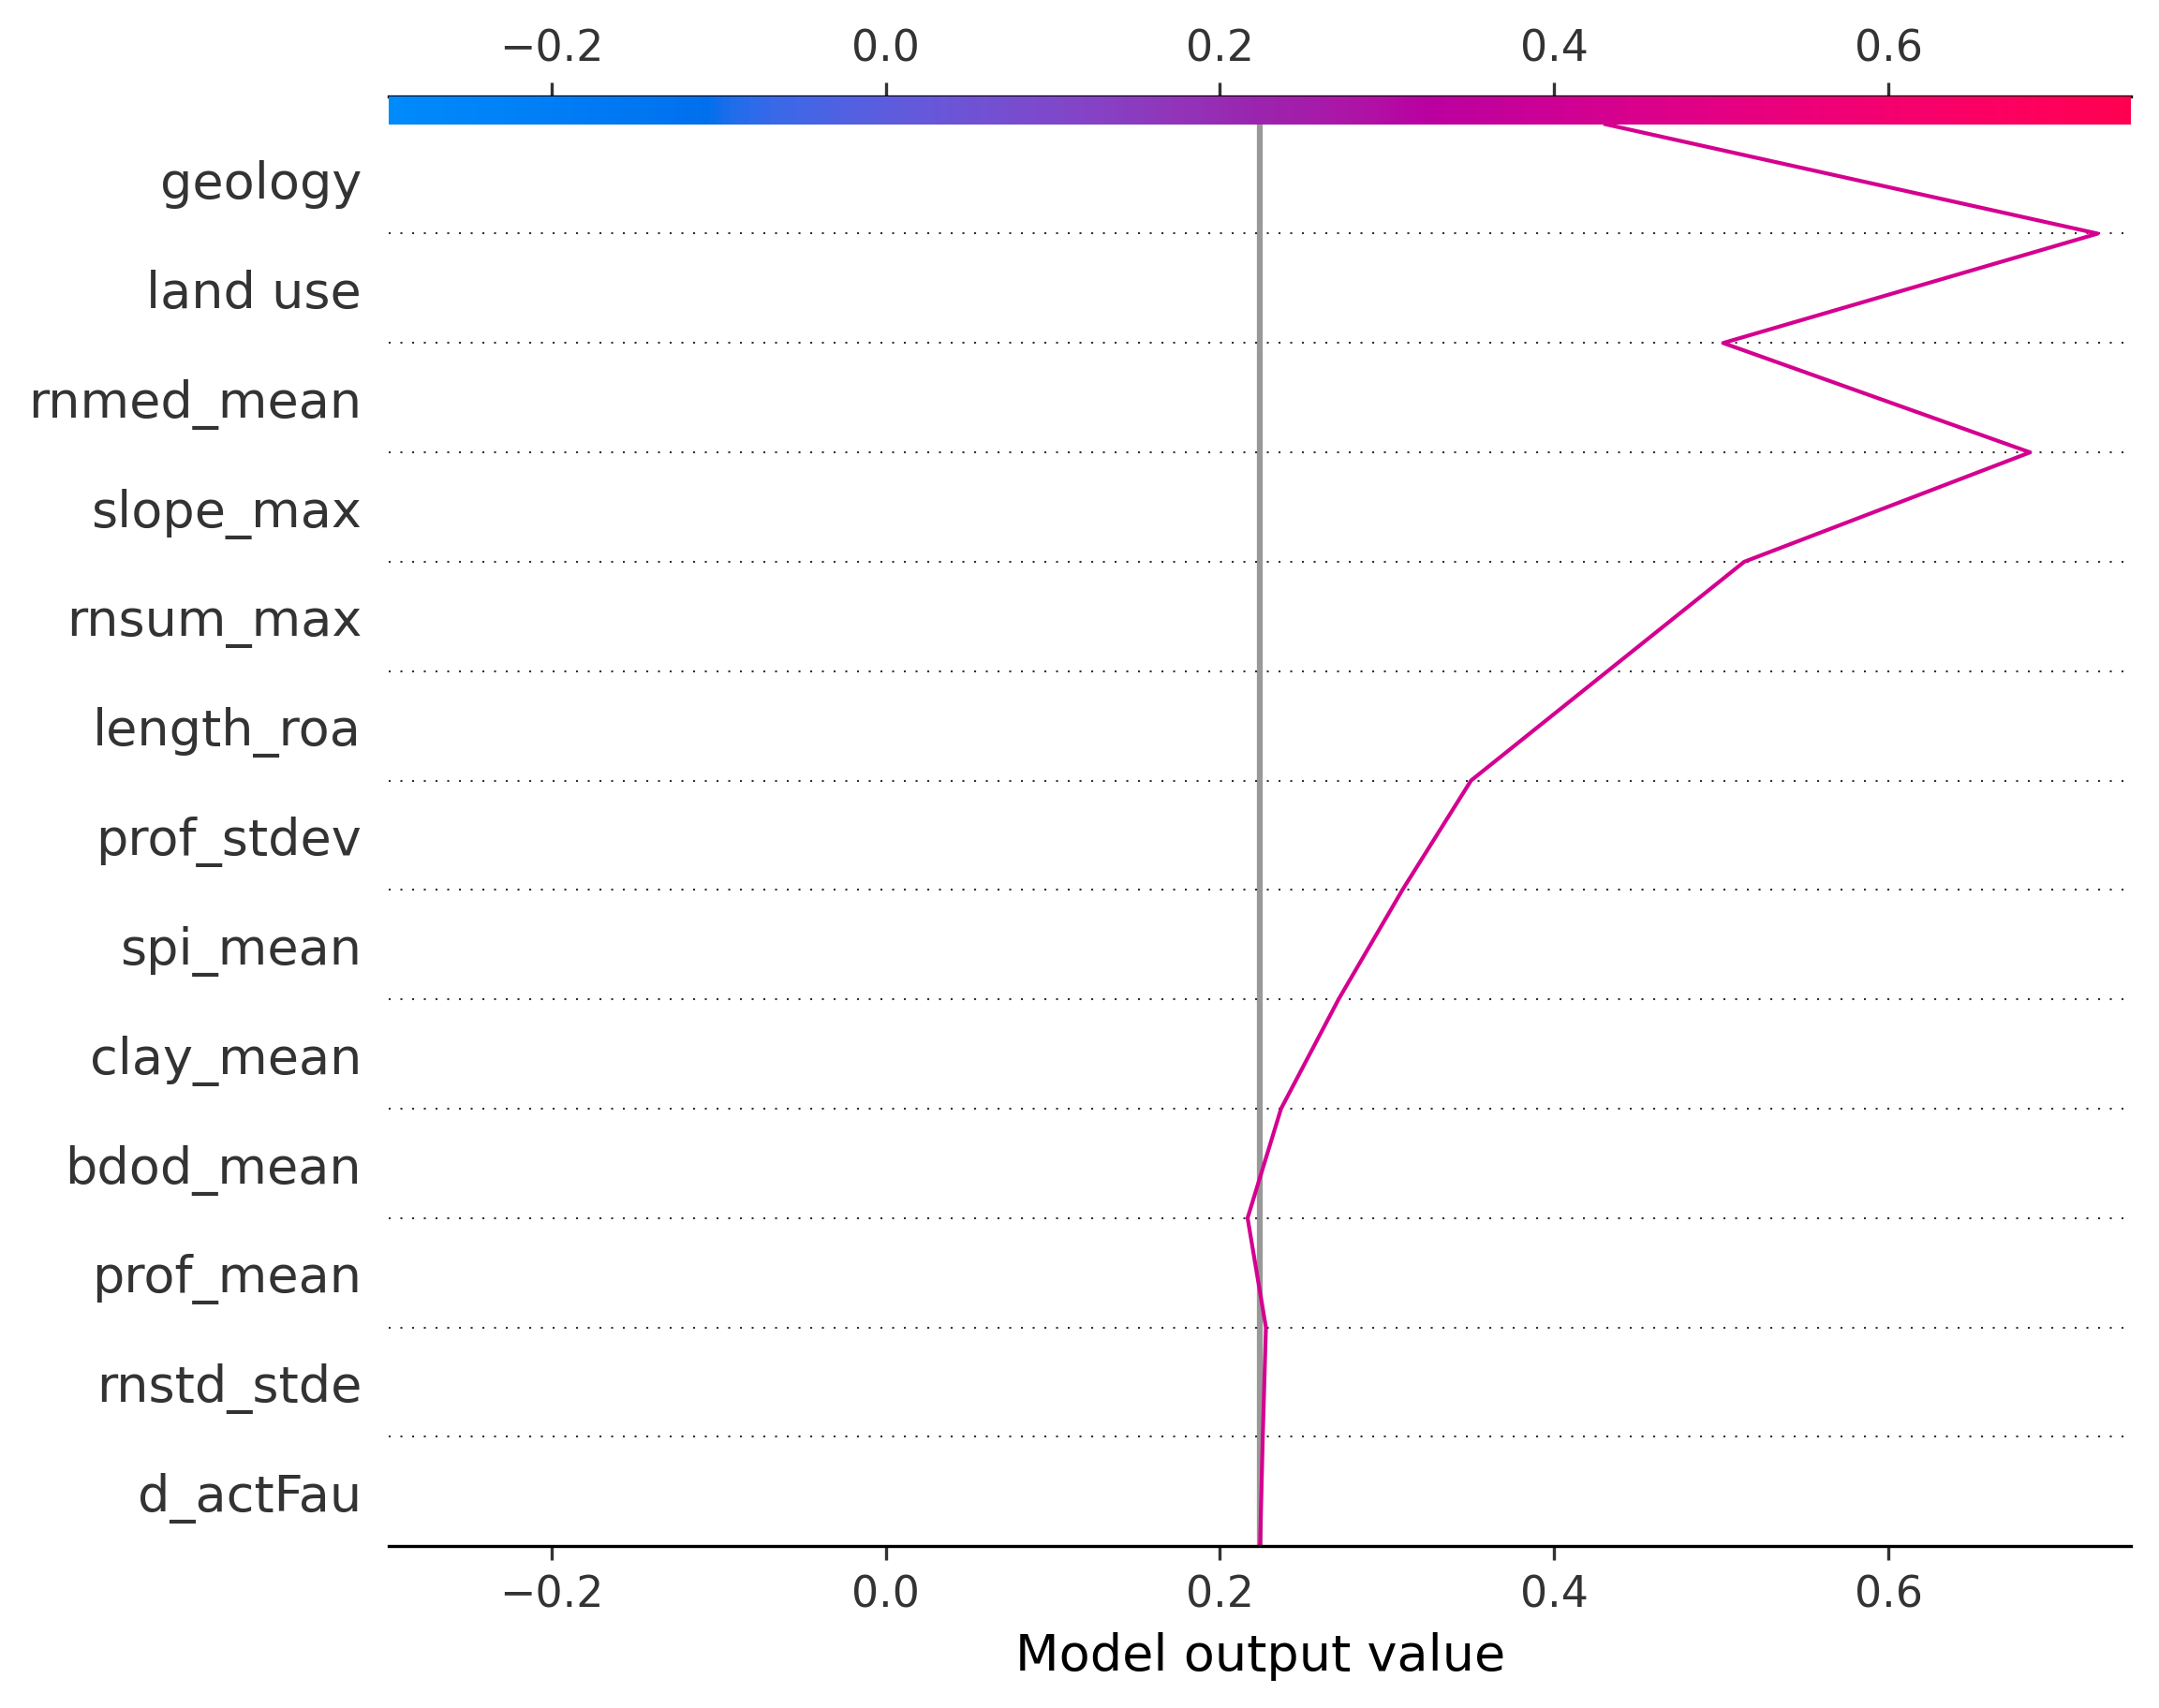 −0.2 0.0 0.2 0.4 0.6
geology
land use
rnmed_mean
slope_max
rnsum_max
length_roa
prof_stdev
spi_mean
clay_mean
bdod_mean
prof_mean
rnstd_stde
d_actFau
−0.2 0.0 0.2 0.4 0.6
Model output value